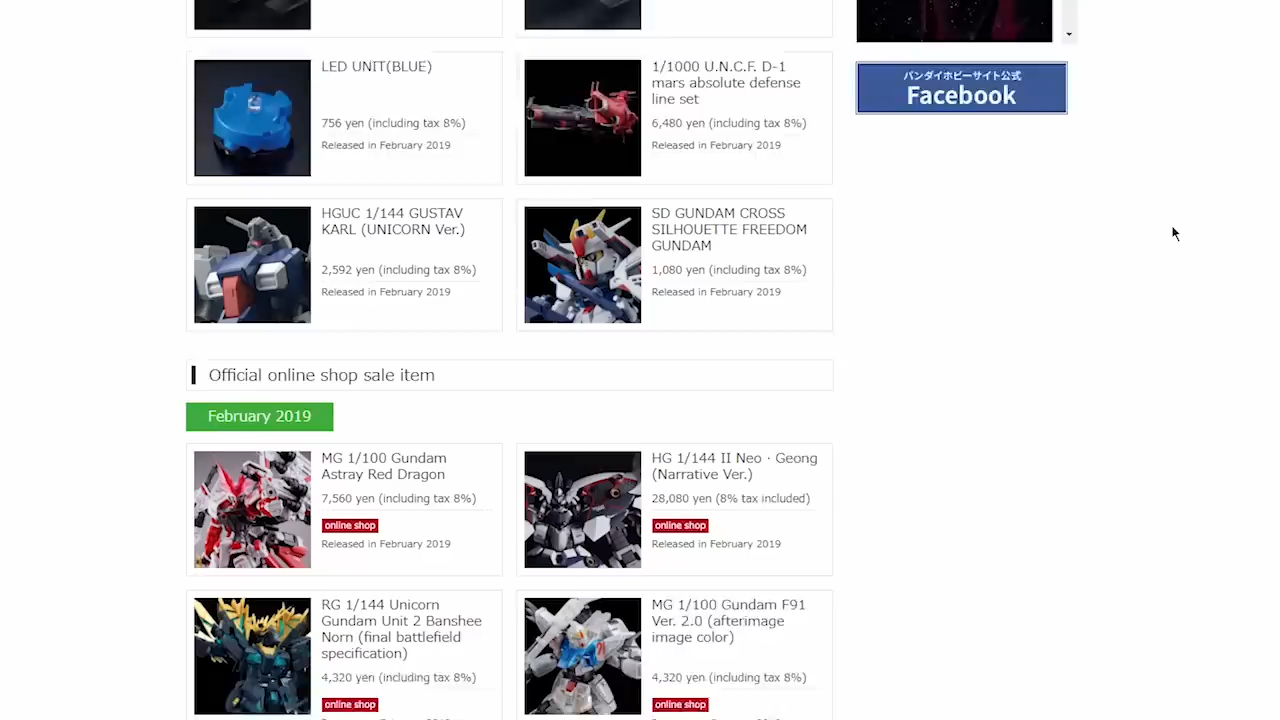 LED UNIT(BLUE)
756 yen (including tax 8%)
Released in February 2019
1/1000 U.N.C.F. D-1
mars absolute defense
line set
6,480 yen (including tax 8%)
Released in February 2019
バンダイホビーサイト公式
Facebook
HGUC 1/144 GUSTAV
KARL (UNICORN Ver.)
2,592 yen (including tax 8%)
Released in February 2019
SD GUNDAM CROSS
SILHOUETTE FREEDOM
GUNDAM
1,080 yen (including tax 8%)
Released in February 2019
Official online shop sale item
February 2019
MG 1/100 Gundam
Astray Red Dragon
7,560 yen (including tax 8%)
online shop
Released in February 2019
HG 1/144 II Neo · Geong
(Narrative Ver.)
28,080 yen (8% tax included)
online shop
Released in February 2019
RG 1/144 Unicorn
Gundam Unit 2 Banshee
Norn (final battlefield
specification)
4,320 yen (including tax 8%)
online shop
MG 1/100 Gundam F91
Ver. 2.0 (afterimage
image color)
4,320 yen (including tax 8%)
online shop